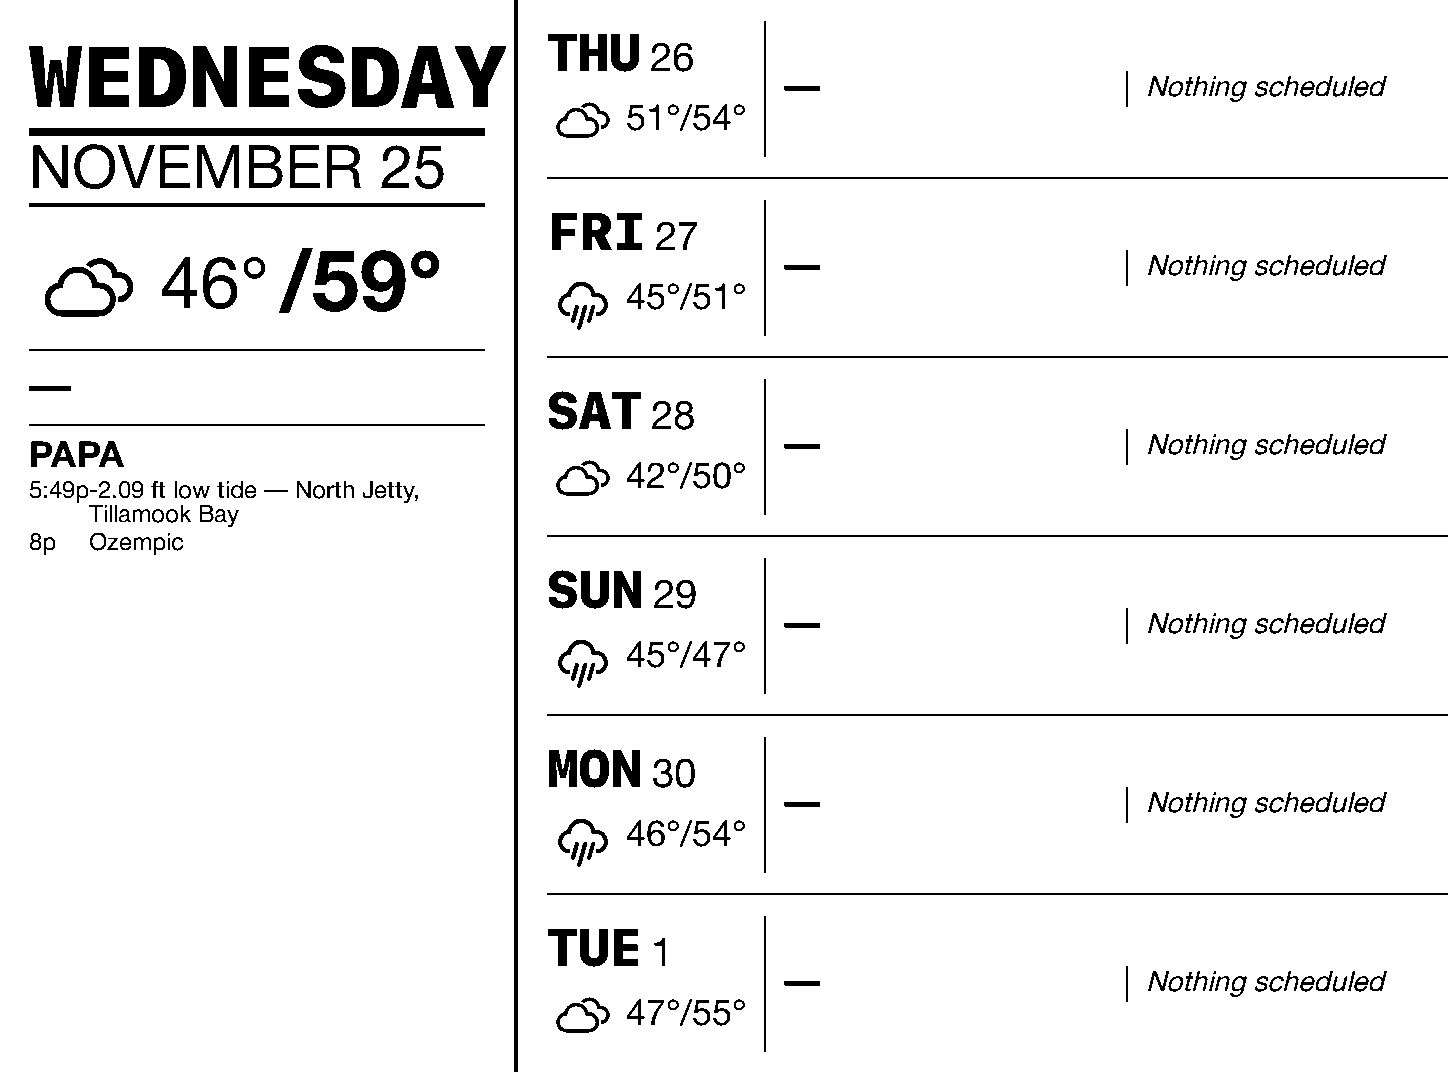 WEDNESDAY
NOVEMBER 25
46° /59°
—
PAPA
5:49p-2.09 ft low tide — North Jetty,
Tillamook Bay
8p Ozempic
THU 26
51°/54°
—
Nothing scheduled
FRI 27
45°/51°
—
Nothing scheduled
SAT 28
42°/50°
—
Nothing scheduled
SUN 29
45°/47°
—
Nothing scheduled
MON 30
46°/54°
—
Nothing scheduled
TUE 1
47°/55°
—
Nothing scheduled